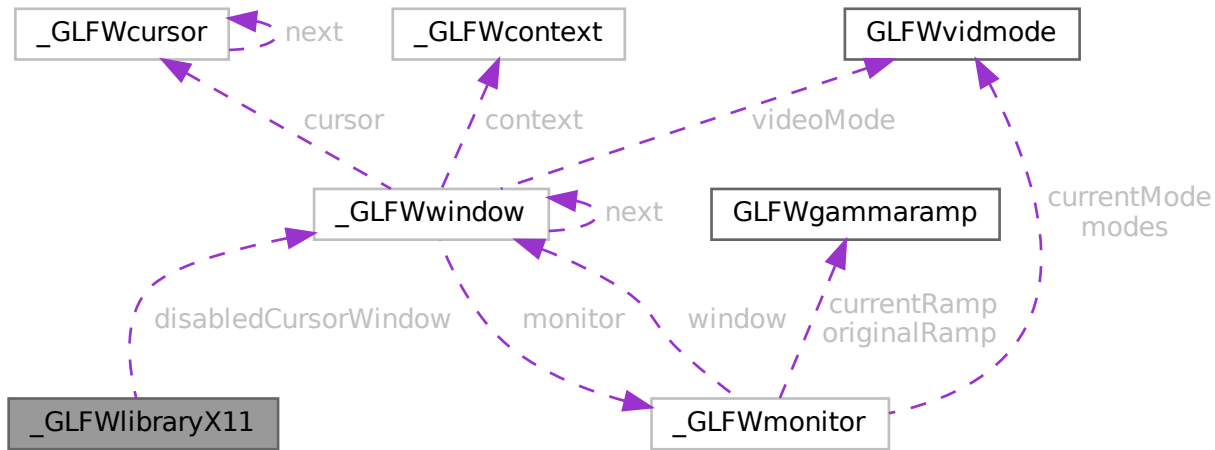 _GLFWcursor
next
_GLFWcontext
GLFWvidmode
cursor
context
videoMode
_GLFWwindow
next
GLFWgammaramp
currentMode
modes
disabledCursorWindow
monitor
window
currentRamp
originalRamp
_GLFWlibraryX11
_GLFWmonitor